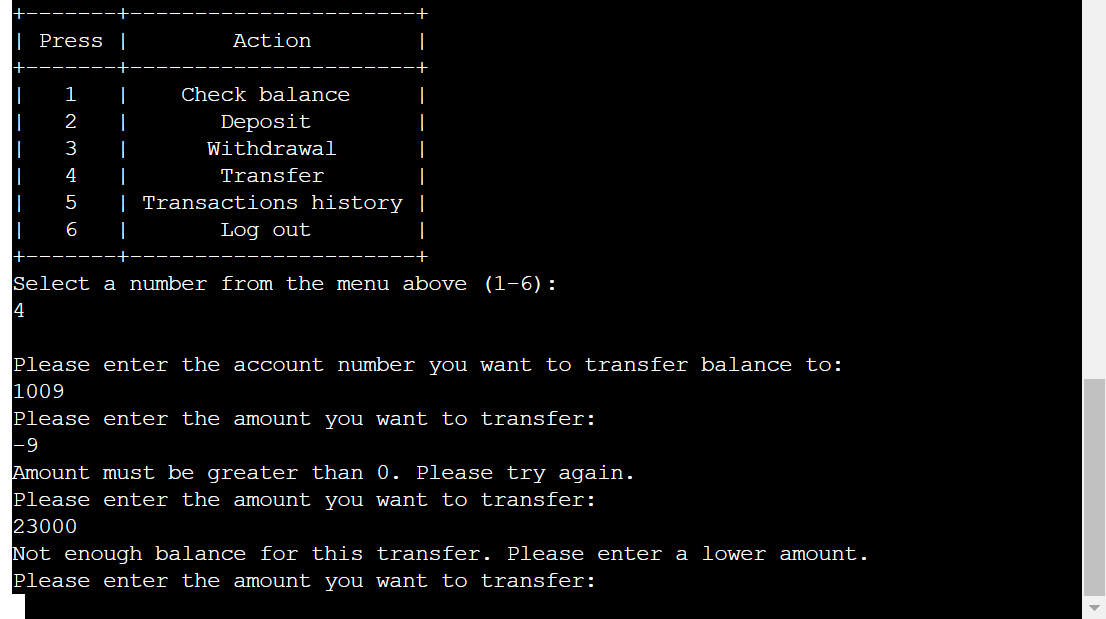 +-------+----------------------+
| Press |        Action        |
+-------+----------------------+
|   1   |    Check balance     |
|   2   |       Deposit        |
|   3   |      Withdrawal      |
|   4   |       Transfer       |
|   5   | Transactions history |
|   6   |       Log out        |
+-------+----------------------+
Select a number from the menu above (1-6):
4
Please enter the account number you want to transfer balance to:
1009
Please enter the amount you want to transfer:
-9
Amount must be greater than 0. Please try again.
Please enter the amount you want to transfer:
23000
Not enough balance for this transfer. Please enter a lower amount.
Please enter the amount you want to transfer: